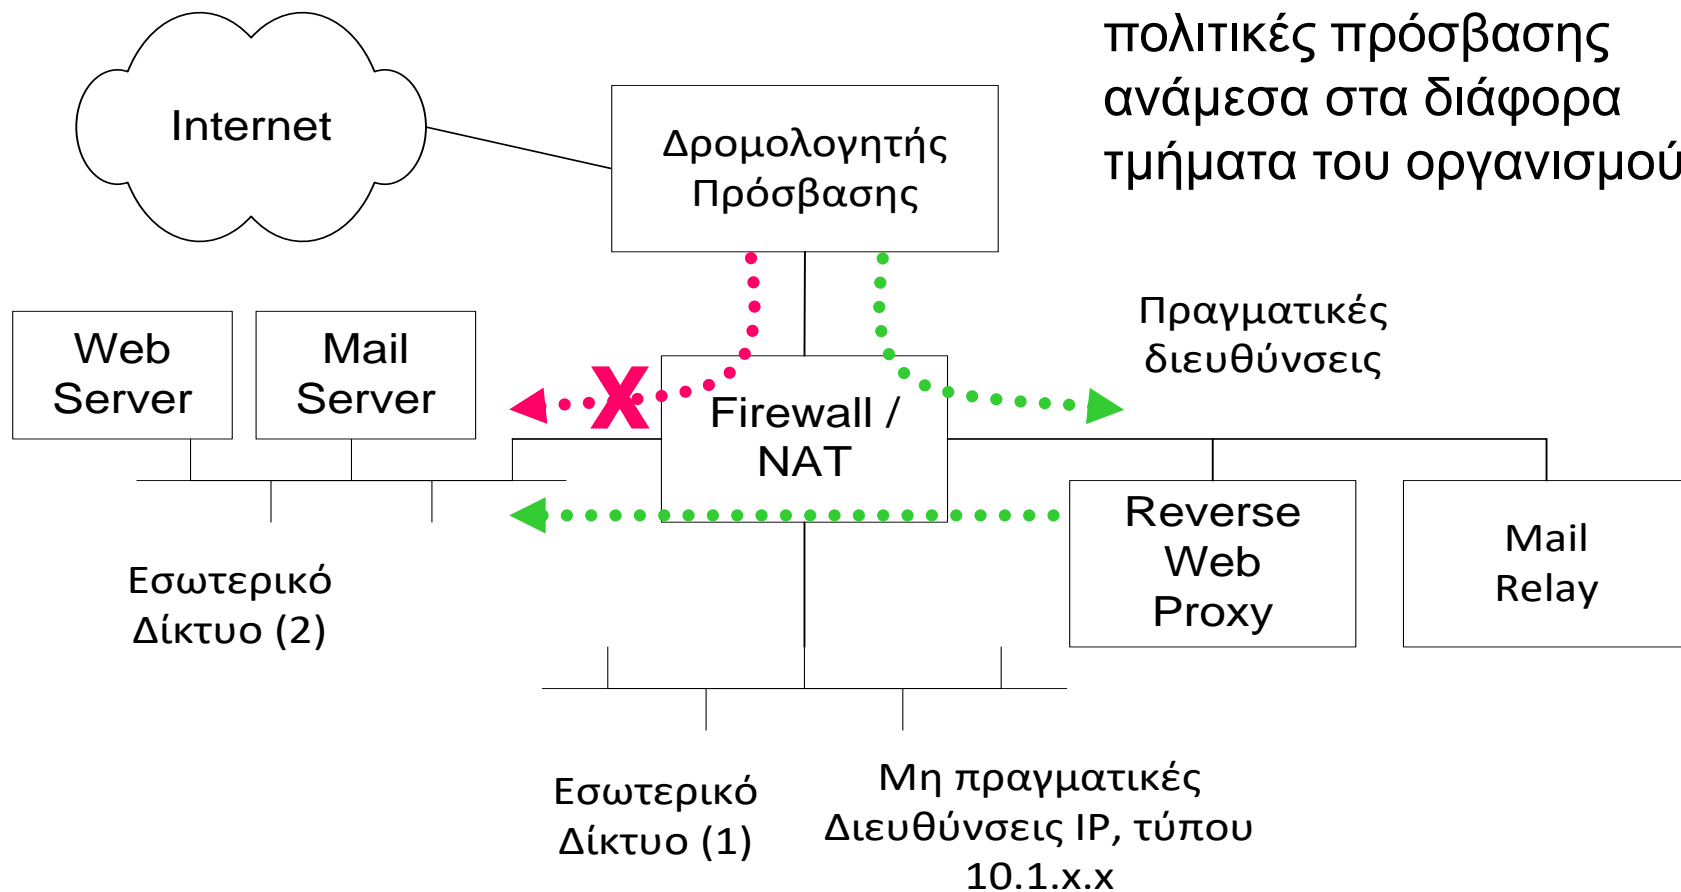 πολιτικές πρόσβασης
ανάμεσα στα διάφορα
τμήματα του οργανισμού
Internet
Δρομολογητής
Πρόσβασης
Πραγματικές
διευθύνσεις
Web
Server
Mail
Server
X
Firewall /
NAT
Reverse
Web
Proxy
Mail
Relay
Εσωτερικό
Δίκτυο (2)
Εσωτερικό
Δίκτυο (1)
Μη πραγματικές
Διευθύνσεις IP, τύπου
10.1.x.x